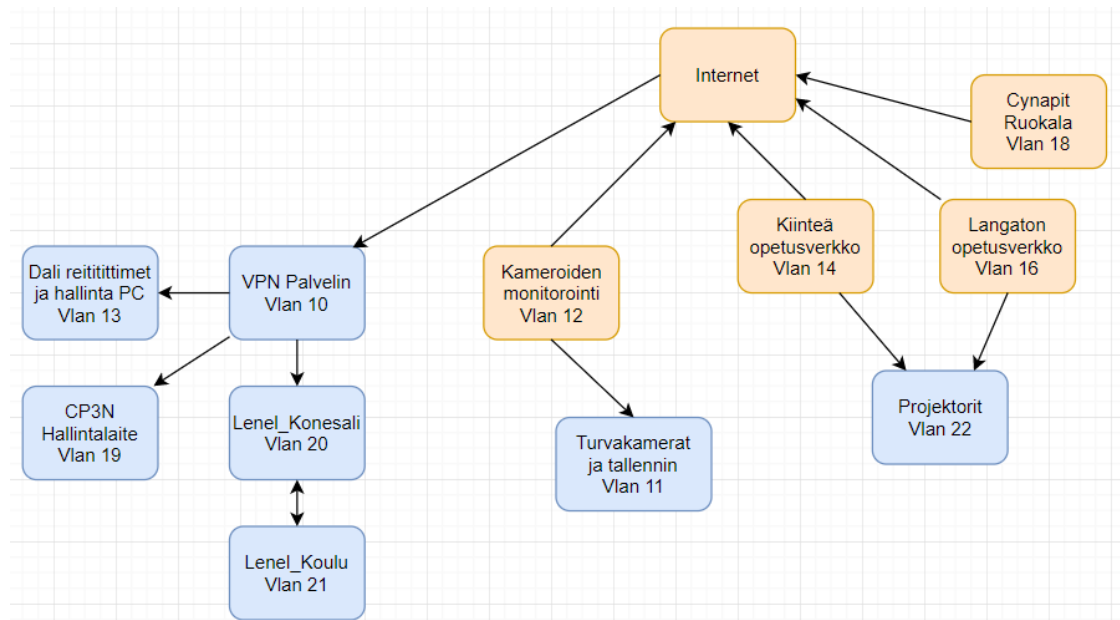 Internet
Cynapit
Ruokala
Vlan 18
Kiinteä
opetusverkko
Vlan 14
Langaton
opetusverkko
Vlan 16
Dali reititittimet
ja hallinta PC
Vlan 13
VPN Palvelin
Vlan 10
Kameroiden
monitorointi
Vlan 12
CP3N
Hallintalaite
Vlan 19
Lenel_Konesali
Vlan 20
Turvakamerat
ja tallennin
Vlan 11
Projektorit
Vlan 22
Lenel_Koulu
Vlan 21